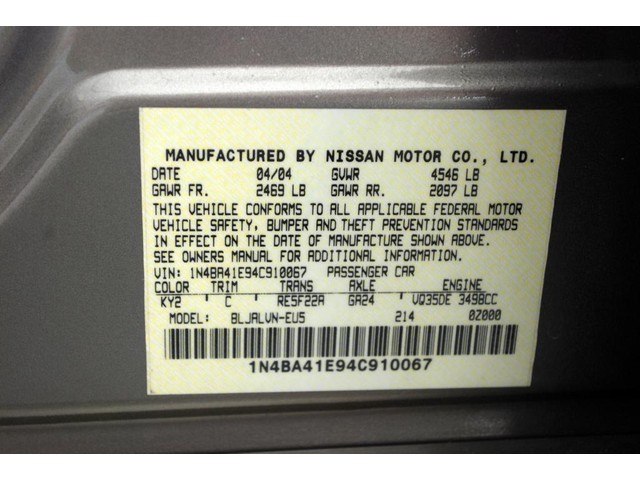 MANUFACTURED BY NISSAN MOTOR CO., LTD.
DATE 04/04 GVWR 4546 LB
GAWR FR. 2469 LB GAWR RR. 2097 LB
THIS VEHICLE CONFORMS TO ALL APPLICABLE FEDERAL MOTOR
VEHICLE SAFETY, BUMPER AND THEFT PREVENTION STANDARDS
IN EFFECT ON THE DATE OF MANUFACTURE SHOWN ABOVE.
SEE OWNERS MANUAL FOR ADDITIONAL INFORMATION.
VIN: 1N4BA41E94C910067 PASSENGER CAR
COLOR TRIM TRANS AXLE ENGINE
KY2 C RE5F22A GA24 VQ35DE 3498CC
MODEL: BLJALVN-EU5 214 0Z000
1N4BA41E94C910067